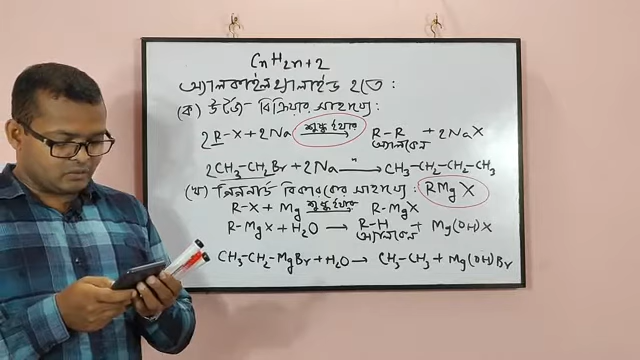 CnH2n+2
অ্যালকাইল হ্যালাইড হতে :
(ক) উর্টজ- বিক্রিয়ার সাহায্যে :
2R-X + 2Na শুষ্ক ইথার → R-R + 2NaX
অ্যালকেন
2CH3-CH2Br + 2Na " → CH3-CH2-CH2-CH3
(খ) গ্রিগনার্ড বিকারকের সাহায্যে : RMgX
R-X + Mg শুষ্ক ইথার → R-MgX
R-MgX + H2O → R-H + Mg(OH)X
অ্যালকেন
CH3-CH2-MgBr + H2O → CH3-CH3 + Mg(OH)Br